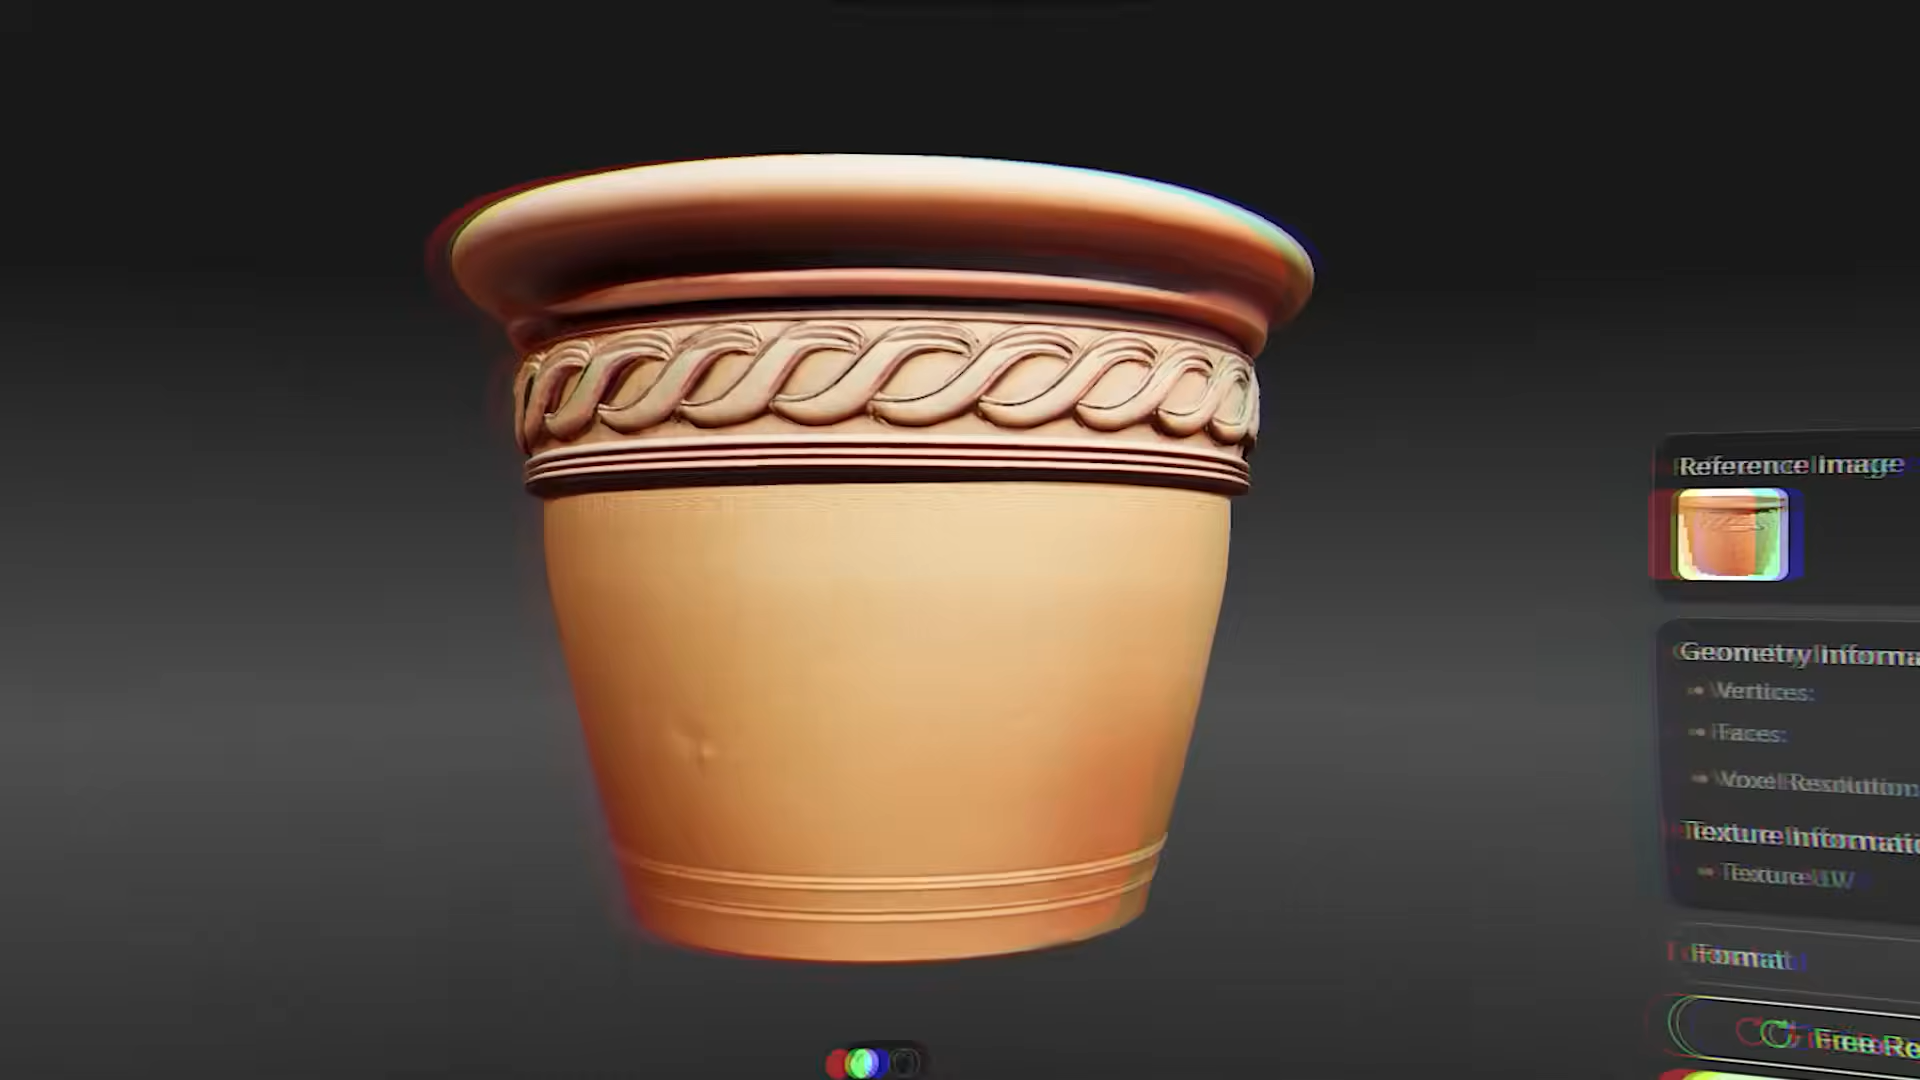 Reference Image
Geometry Informa
Vertices:
Faces:
Voxel Resolution
Texture Informatio
Texture UV
Format
Free Re